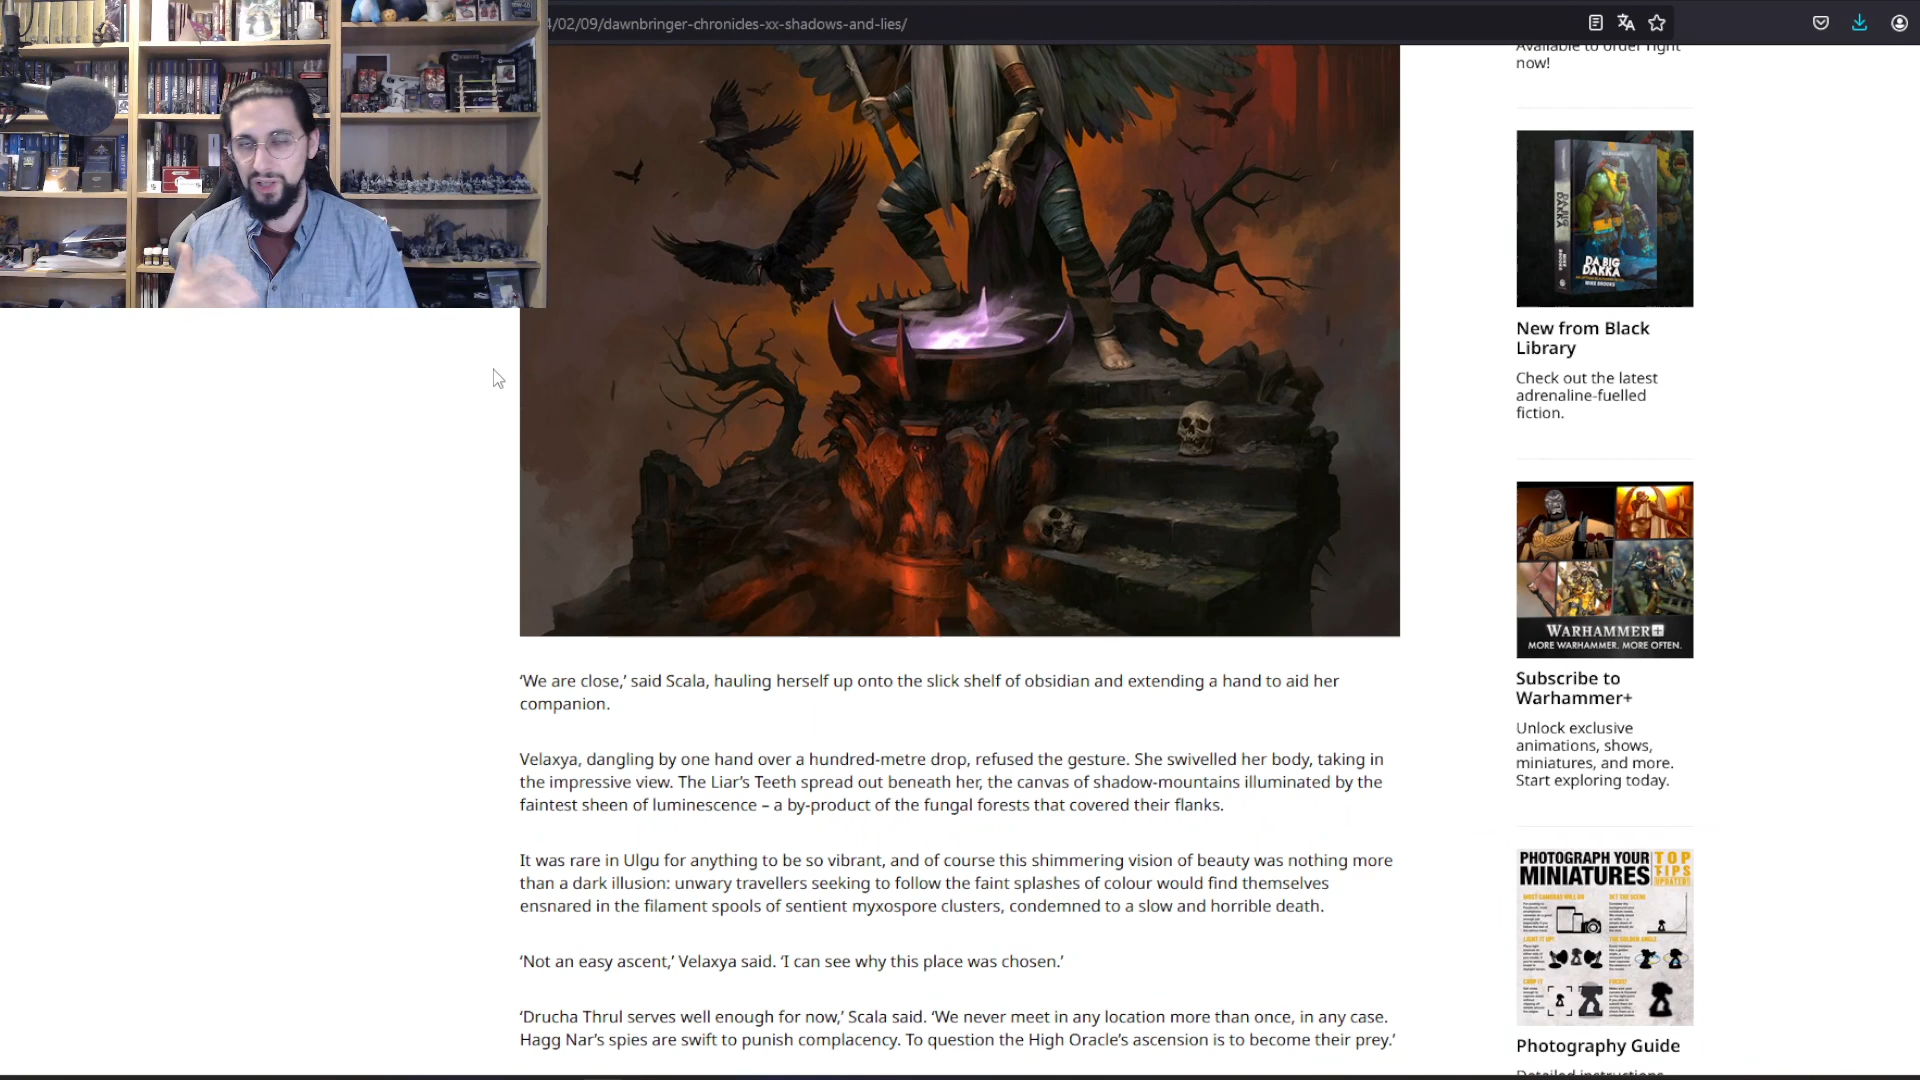 4/02/09/dawnbringer-chronicles-xx-shadows-and-lies/
‘We are close,’ said Scala, hauling herself up onto the slick shelf of obsidian and extending a hand to aid her
companion.
Velaxya, dangling by one hand over a hundred-metre drop, refused the gesture. She swivelled her body, taking in
the impressive view. The Liar’s Teeth spread out beneath her, the canvas of shadow-mountains illuminated by the
faintest sheen of luminescence – a by-product of the fungal forests that covered their flanks.
It was rare in Ulgu for anything to be so vibrant, and of course this shimmering vision of beauty was nothing more
than a dark illusion: unwary travellers seeking to follow the faint splashes of colour would find themselves
ensnared in the filament spools of sentient myxospore clusters, condemned to a slow and horrible death.
‘Not an easy ascent,’ Velaxya said. ‘I can see why this place was chosen.’
‘Drucha Thrul serves well enough for now,’ Scala said. ‘We never meet in any location more than once, in any case.
Hagg Nar’s spies are swift to punish complacency. To question the High Oracle’s ascension is to become their prey.’
Available to order right
now!
DA BIG
DAKKA
MIKE BROOKS
New from Black
Library
Check out the latest
adrenaline-fuelled
fiction.
WARHAMMER+
MORE WARHAMMER. MORE OFTEN.
Subscribe to
Warhammer+
Unlock exclusive
animations, shows,
miniatures, and more.
Start exploring today.
PHOTOGRAPH YOUR
MINIATURES
TOP
TIPS
Photography Guide
Detailed instructions